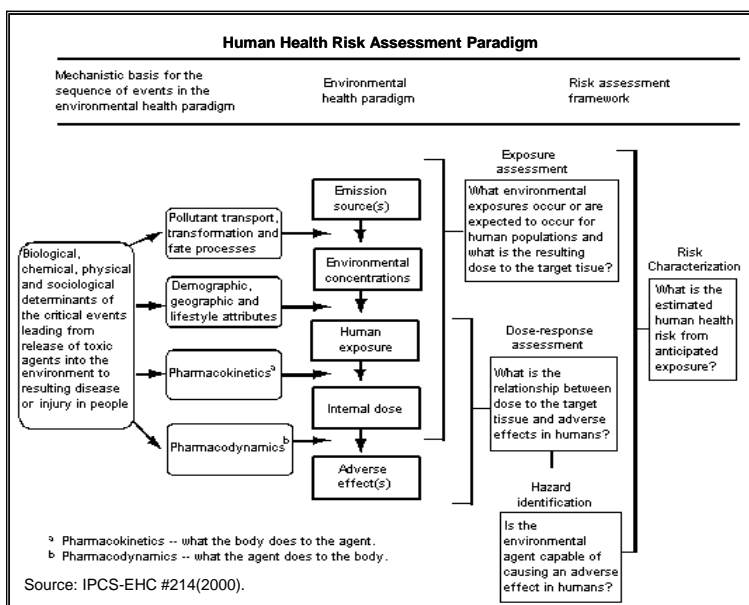 Human Health Risk Assessment Paradigm
Mechanistic basis for the
sequence of events in the
environmental health paradigm
Environmental
health paradigm
Risk assessment
framework
Biological,
chemical, physical
and sociological
determinants of
the critical events
leading from
release of toxic
agents into the
environment to
resulting disease
or injury in people
Pollutant transport,
transformation and
fate processes
Demographic,
geographic and
lifestyle attributes
Pharmacokinetics a
Pharmacodynamics b
Emission
source(s)
Environmental
concentrations
Human
exposure
Internal dose
Adverse
effect(s)
Exposure
assessment
What environmental
exposures occur or are
expected to occur for
human populations and
what is the resulting
dose to the target tisue?
Dose-response
assessment
What is the
relationship between
dose to the target
tissue and adverse
effects in humans?
Hazard
identification
Is the
environmental
agent capable of
causing an adverse
effect in humans?
Risk
Characterization
What is the
estimated
human health
risk from
anticipated
exposure?
a Pharmacokinetics -- what the body does to the agent.
b Pharmacodynamics -- what the agent does to the body.
Source: IPCS-EHC #214(2000).